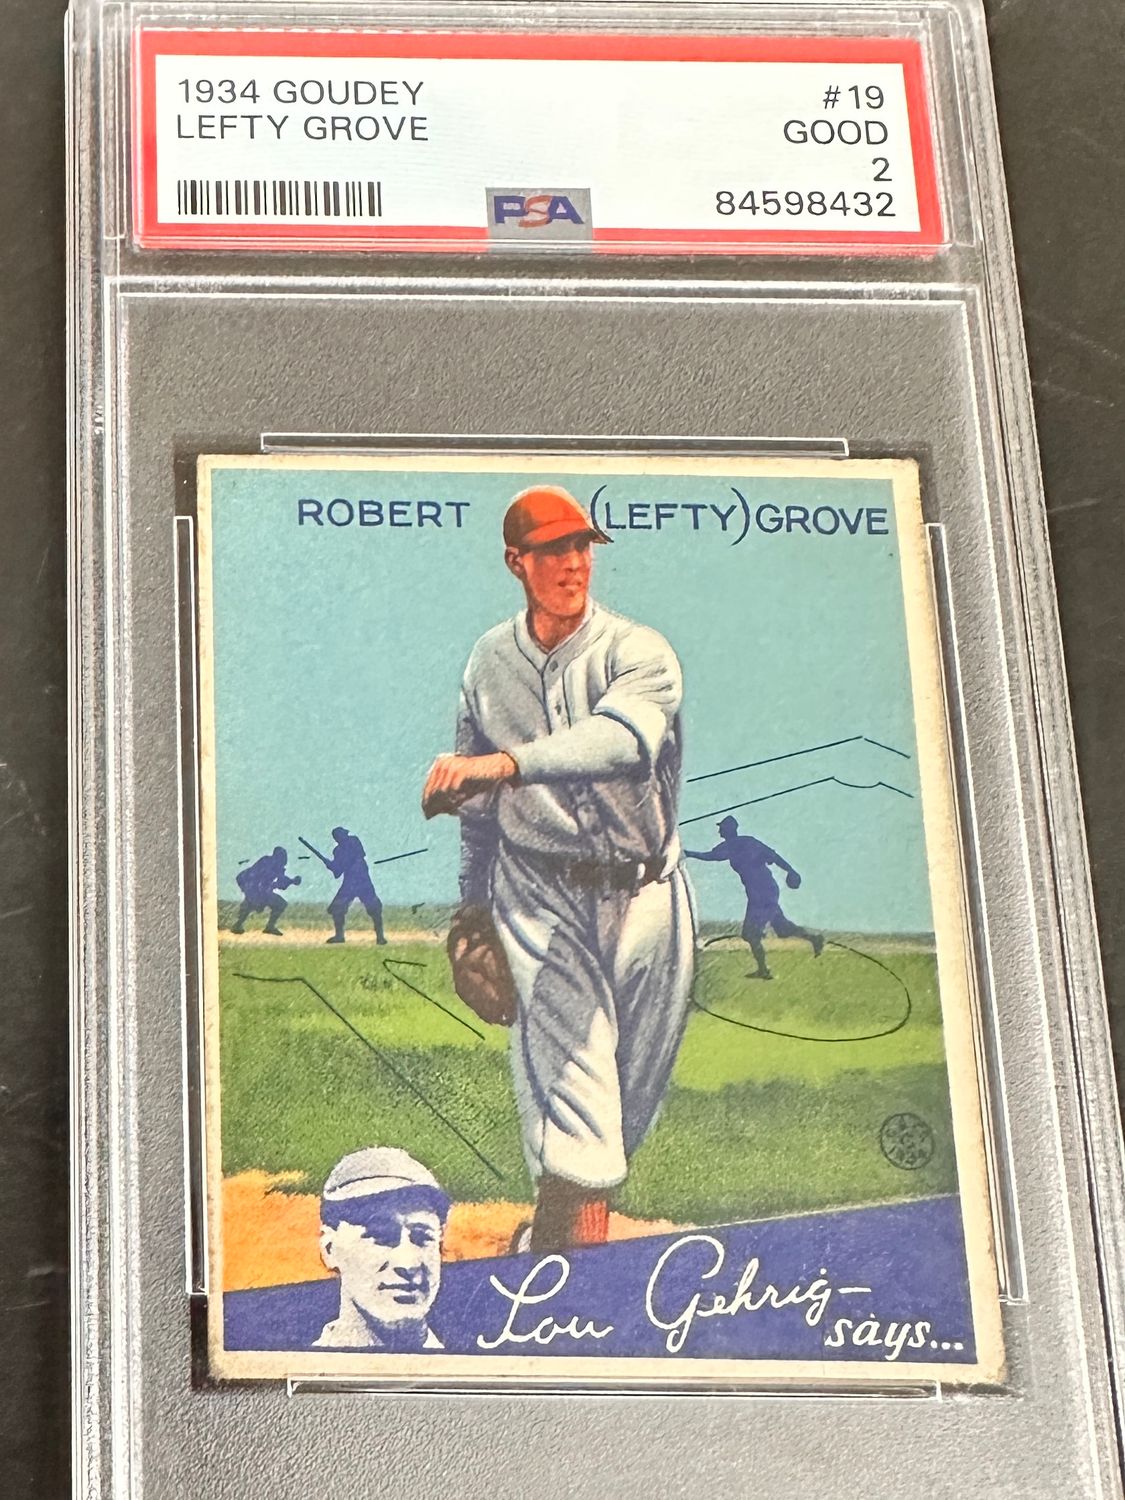 1934 GOUDEY
LEFTY GROVE
#19
GOOD
2
84598432
PSA
ROBERT (LEFTY) GROVE
Lou Gehrig—
says...